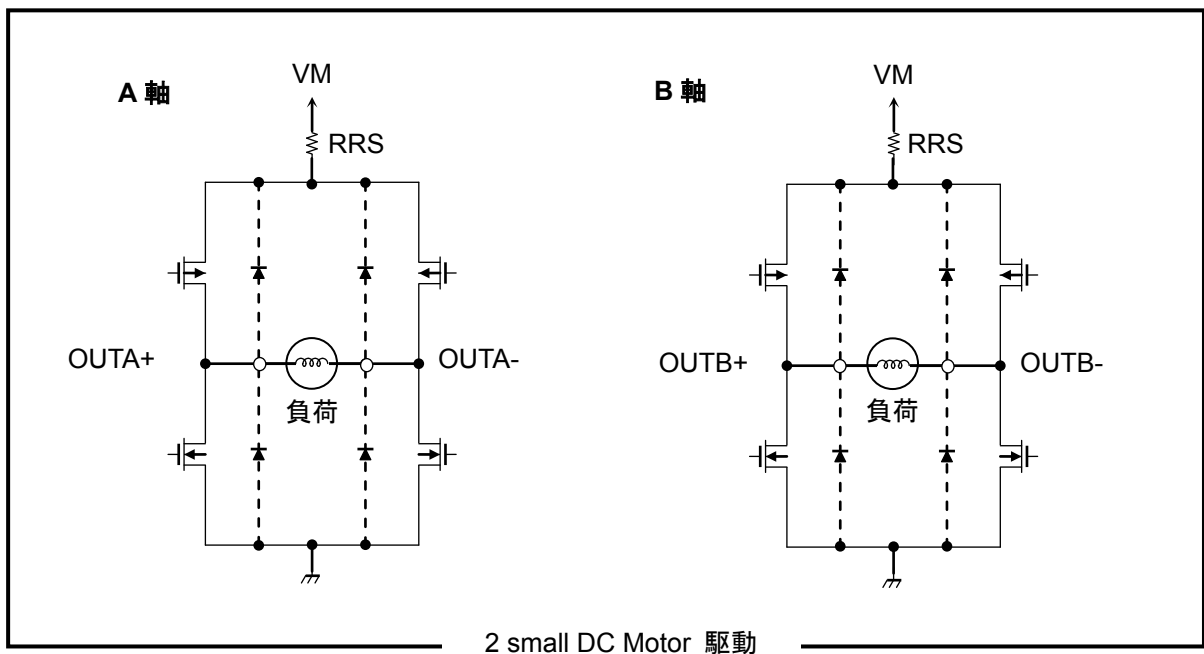 A 軸
VM
RRS
OUTA+
OUTA-
負荷
B 軸
VM
RRS
OUTB+
OUTB-
負荷
2 small DC Motor 駆動